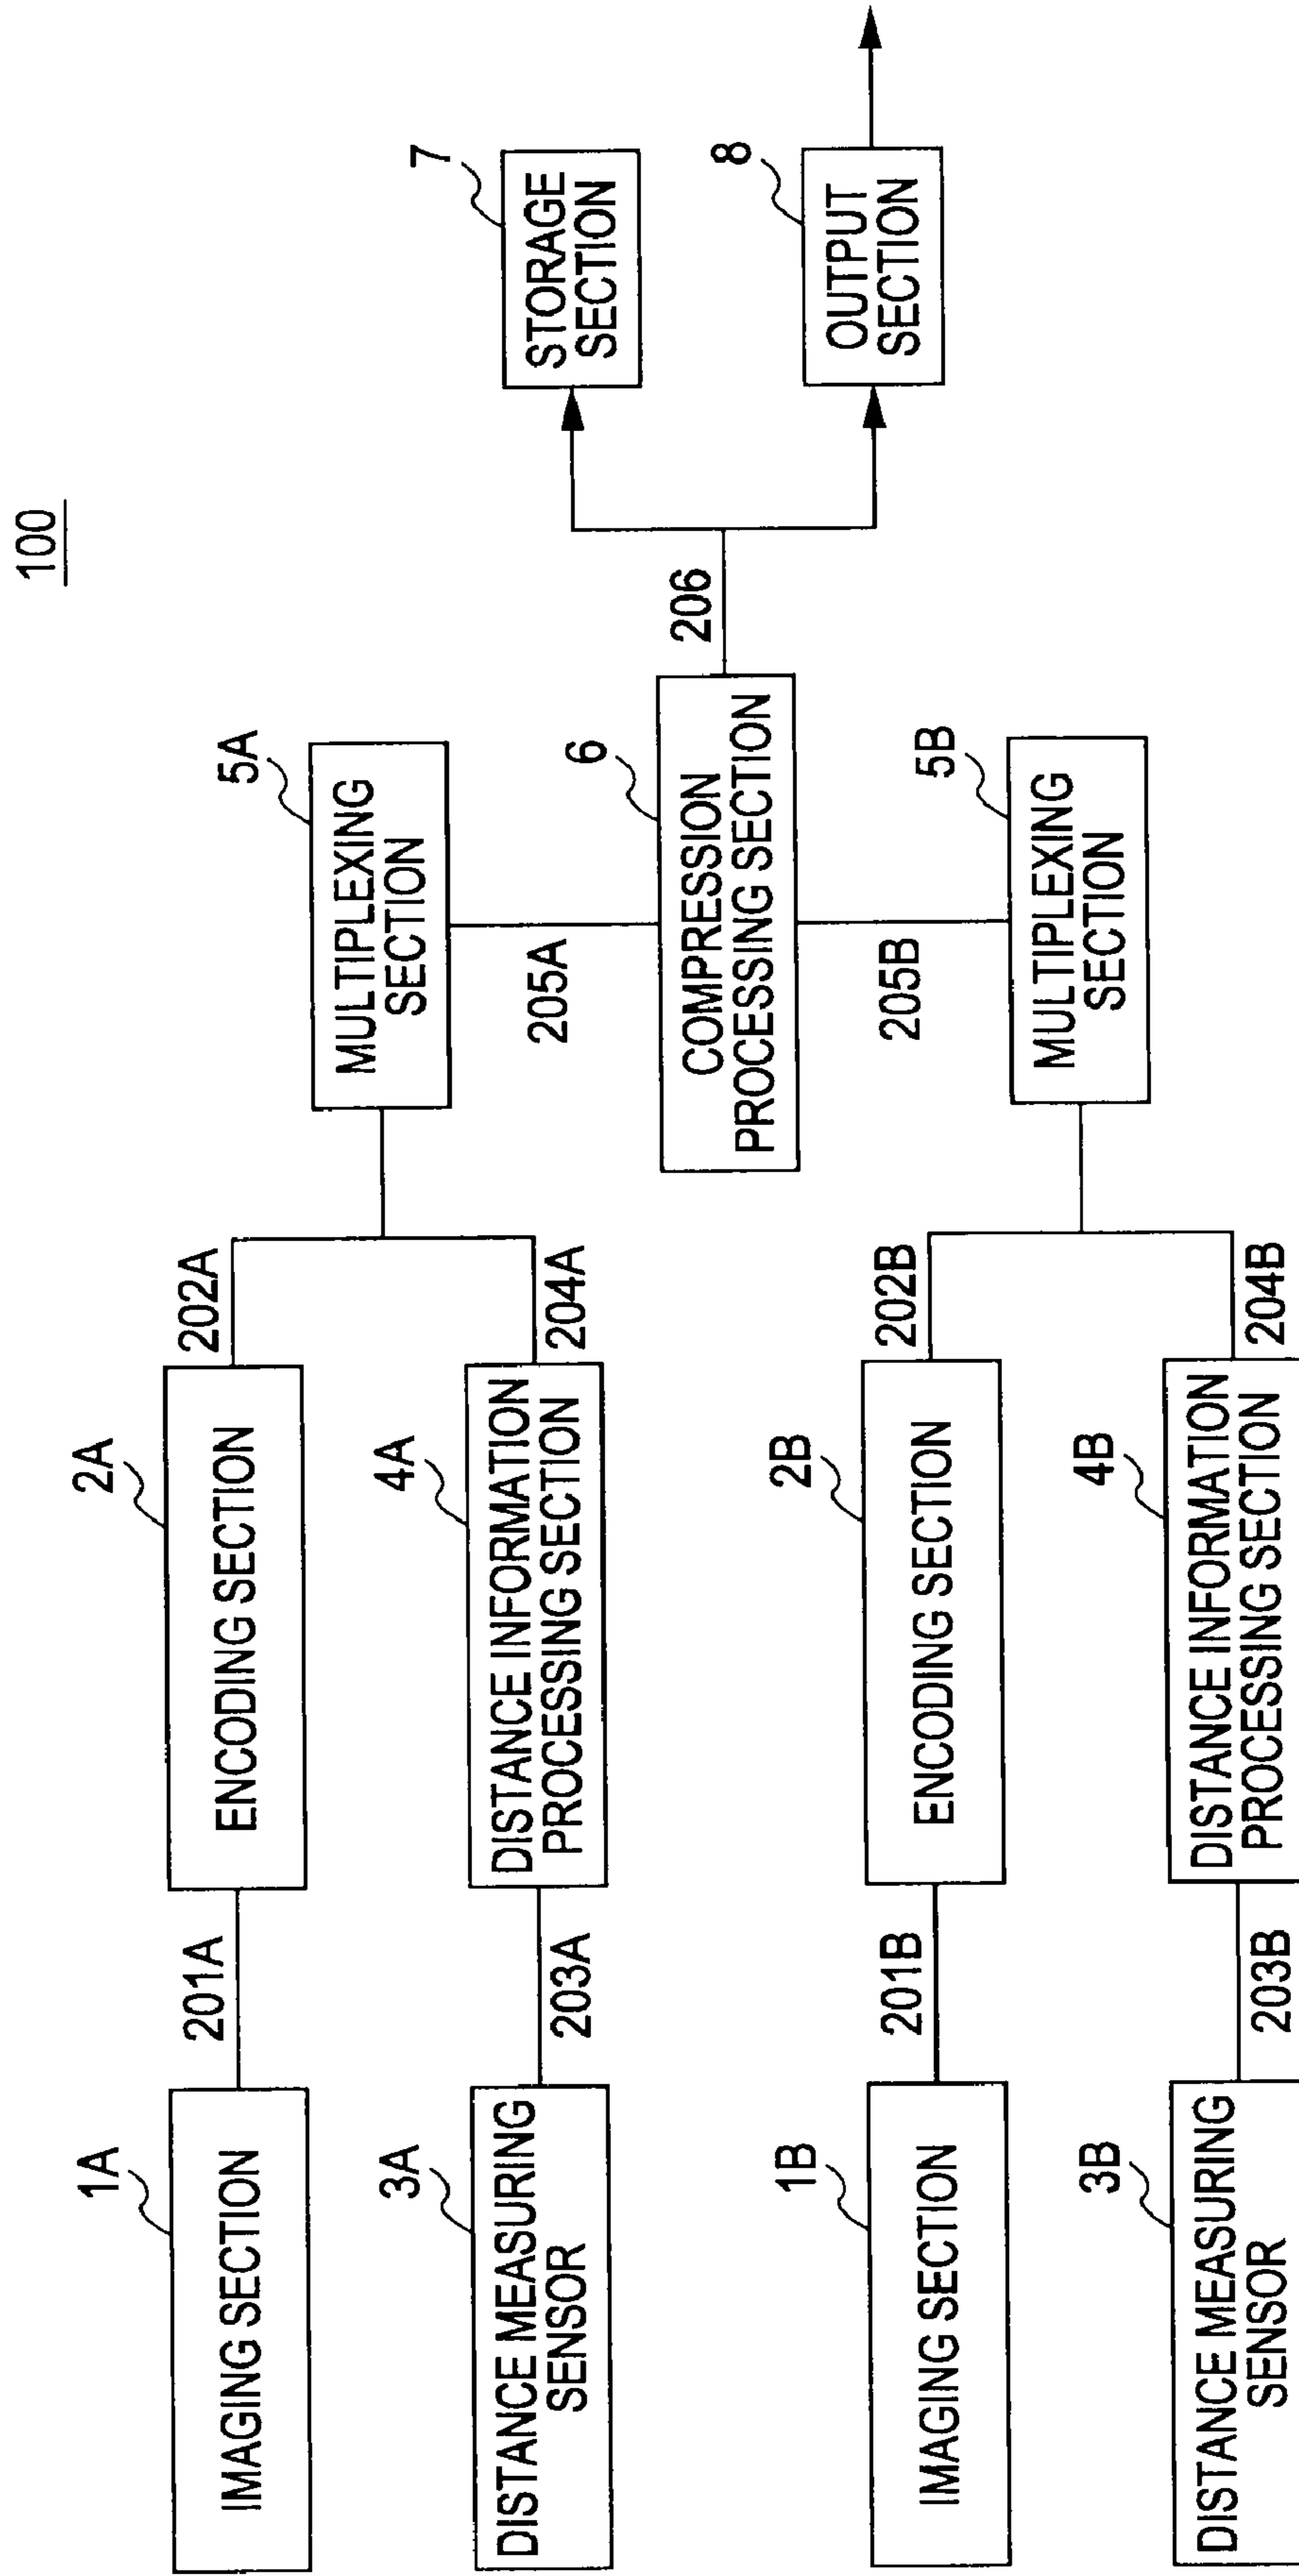 100
1A
IMAGING SECTION
201A
2A
ENCODING SECTION
202A
3A
DISTANCE MEASURING
SENSOR
203A
4A
DISTANCE INFORMATION
PROCESSING SECTION
204A
5A
MULTIPLEXING
SECTION
205A
6
COMPRESSION
PROCESSING SECTION
206
7
STORAGE
SECTION
8
OUTPUT
SECTION
205B
5B
MULTIPLEXING
SECTION
1B
IMAGING SECTION
201B
2B
ENCODING SECTION
202B
3B
DISTANCE MEASURING
SENSOR
203B
4B
DISTANCE INFORMATION
PROCESSING SECTION
204B